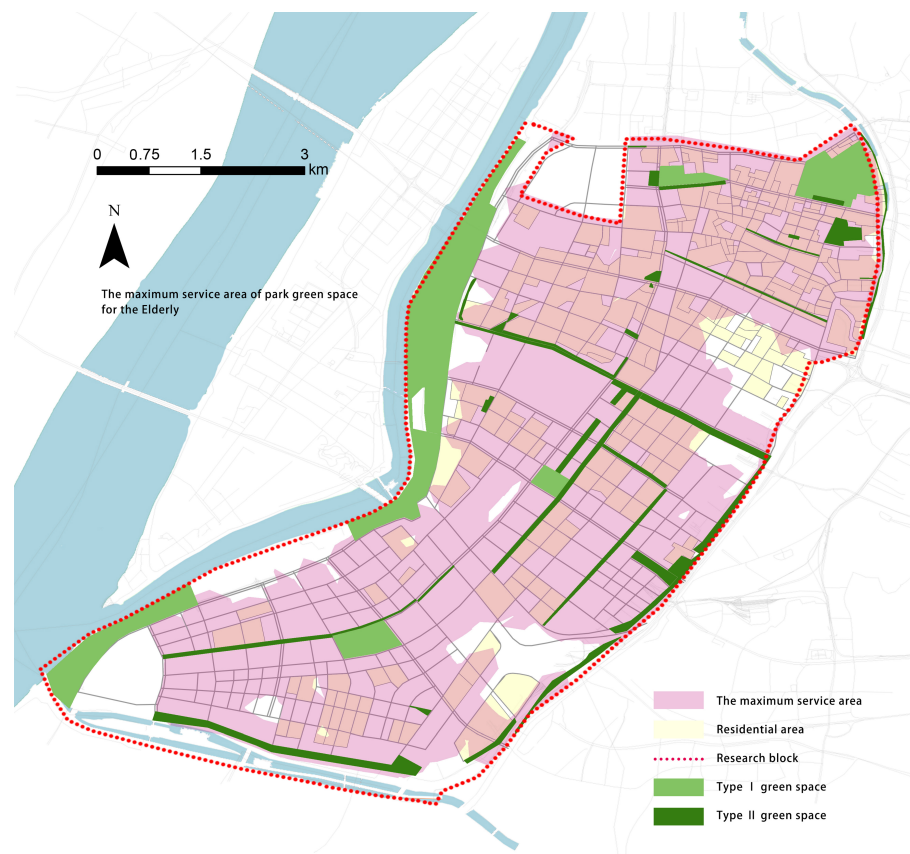 0 0.75 1.5 3
km
N
The maximum service area of park green space
for the Elderly
The maximum service area
Residential area
Research block
Type Ⅰ green space
Type Ⅱ green space